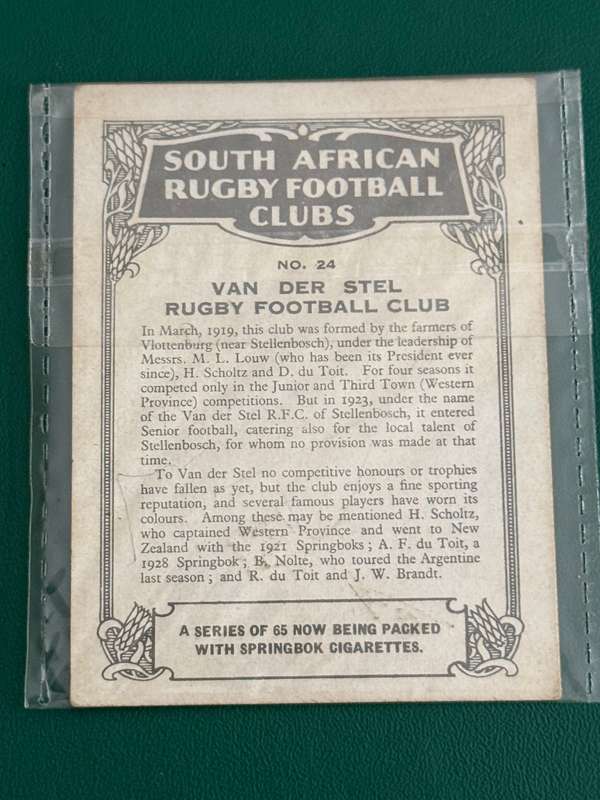 SOUTH AFRICAN
RUGBY FOOTBALL
CLUBS
NO. 24
VAN DER STEL
RUGBY FOOTBALL CLUB
In March, 1919, this club was formed by the farmers of
Vlottenburg (near Stellenbosch), under the leadership of
Messrs. M. L. Louw (who has been its President ever
since), H. Scholtz and D. du Toit. For four seasons it
competed only in the Junior and Third Town (Western
Province) competitions. But in 1923, under the name
of the Van der Stel R.F.C. of Stellenbosch, it entered
Senior football, catering also for the local talent of
Stellenbosch, for whom no provision was made at that
time.
To Van der Stel no competitive honours or trophies
have fallen as yet, but the club enjoys a fine sporting
reputation, and several famous players have worn its
colours. Among these may be mentioned H. Scholtz,
who captained Western Province and went to New
Zealand with the 1921 Springboks; A. F. du Toit, a
1928 Springbok; B. Nolte, who toured the Argentine
last season; and R. du Toit and J. W. Brandt.
A SERIES OF 65 NOW BEING PACKED
WITH SPRINGBOK CIGARETTES.